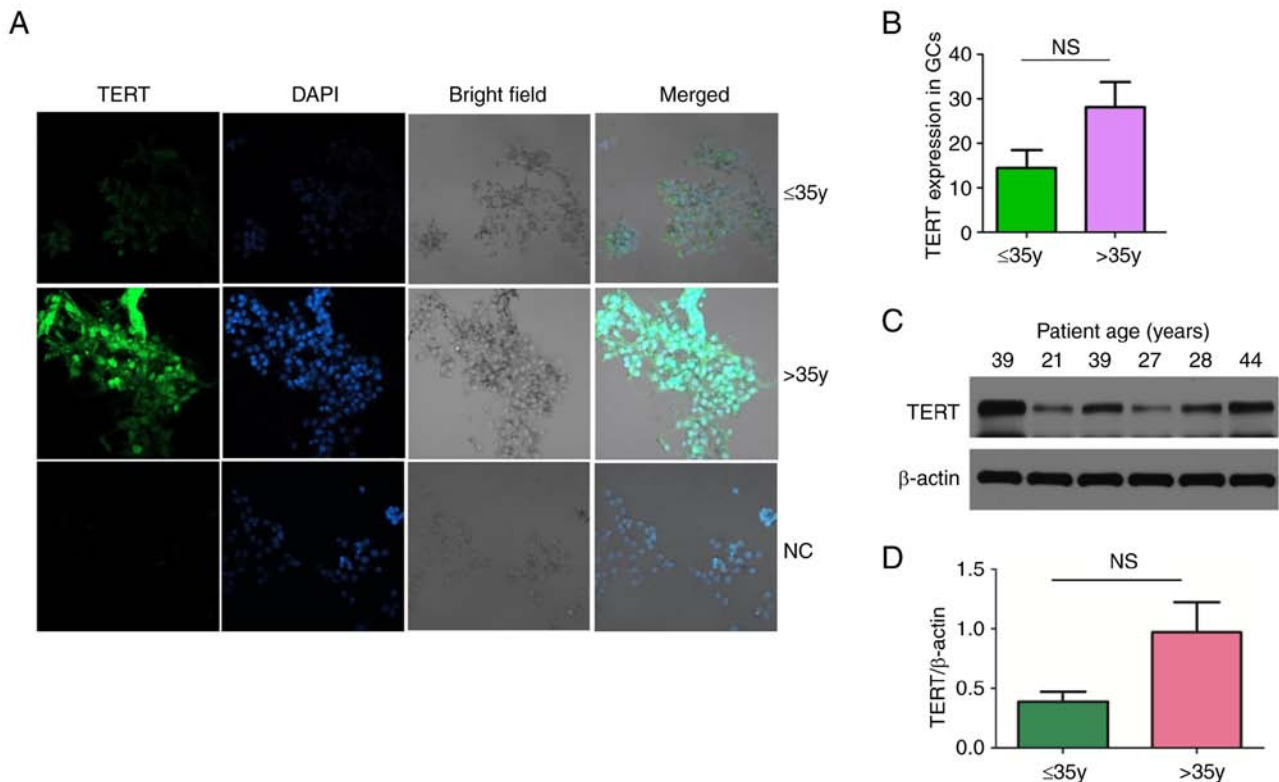 A
TERT DAPI Bright field Merged
≤35y
>35y
NC
B
NS
TERT expression in GCs
40
30
20
10
0
≤35y >35y
C
Patient age (years)
39 21 39 27 28 44
TERT
β-actin
D
NS
TERT/β-actin
1.5
1.0
0.5
0.0
≤35y >35y